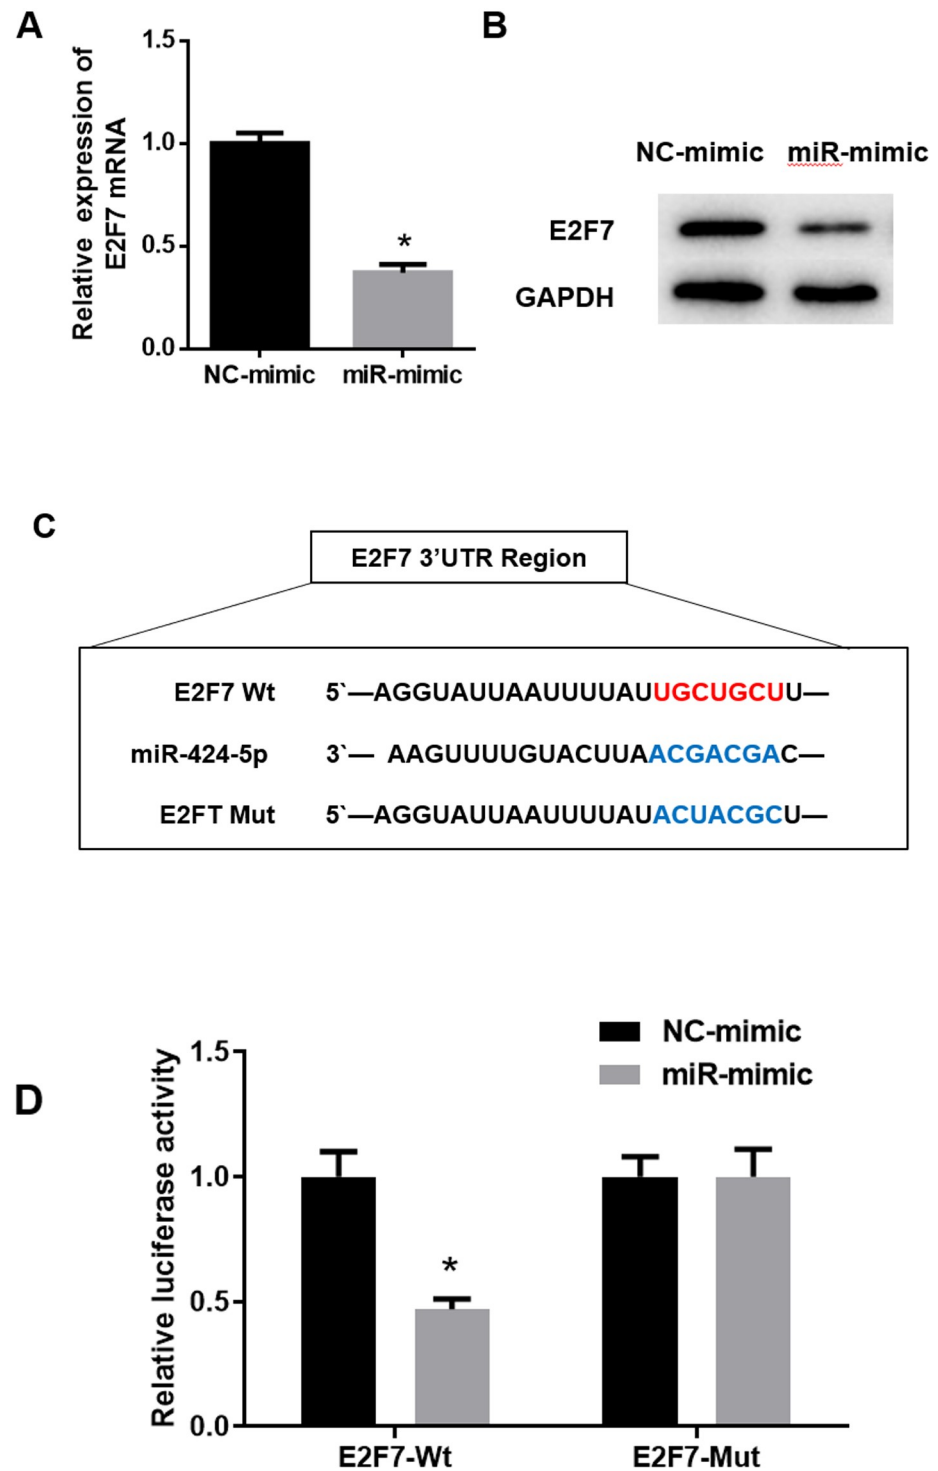 A
Relative expression of
E2F7 mRNA
1.5
1.0
0.5
0.0
*
NC-mimic miR-mimic
B
NC-mimic miR-mimic
E2F7
GAPDH
C
E2F7 3’UTR Region
E2F7 Wt 5`—AGGUAUUAAUUUUAUUGCUGCUU—
miR-424-5p 3`— AAGUUUUGUACUUAACGACGAC—
E2FT Mut 5`—AGGUAUUAAUUUUAUACUACGCU—
D
NC-mimic
miR-mimic
Relative luciferase activity
1.5
1.0
0.5
0.0
*
E2F7-Wt E2F7-Mut